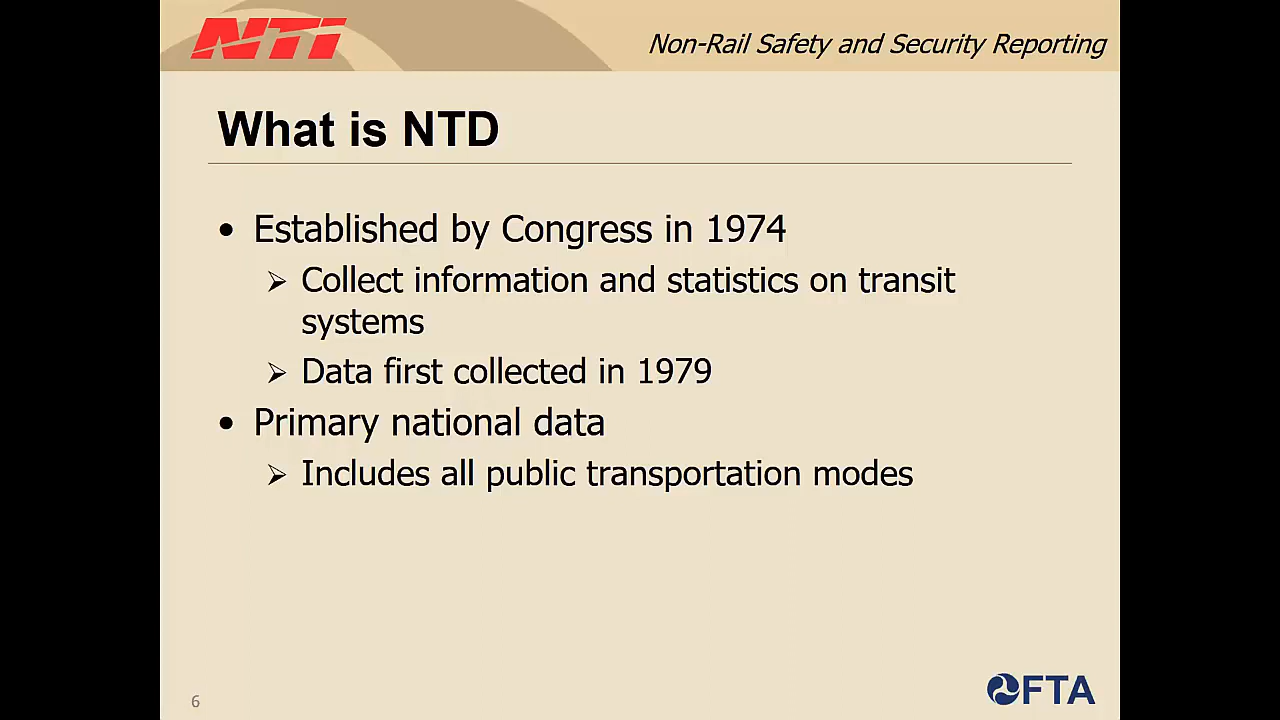 NTI
Non-Rail Safety and Security Reporting
What is NTD
• Established by Congress in 1974
➢ Collect information and statistics on transit
systems
➢ Data first collected in 1979
• Primary national data
➢ Includes all public transportation modes
6
FTA